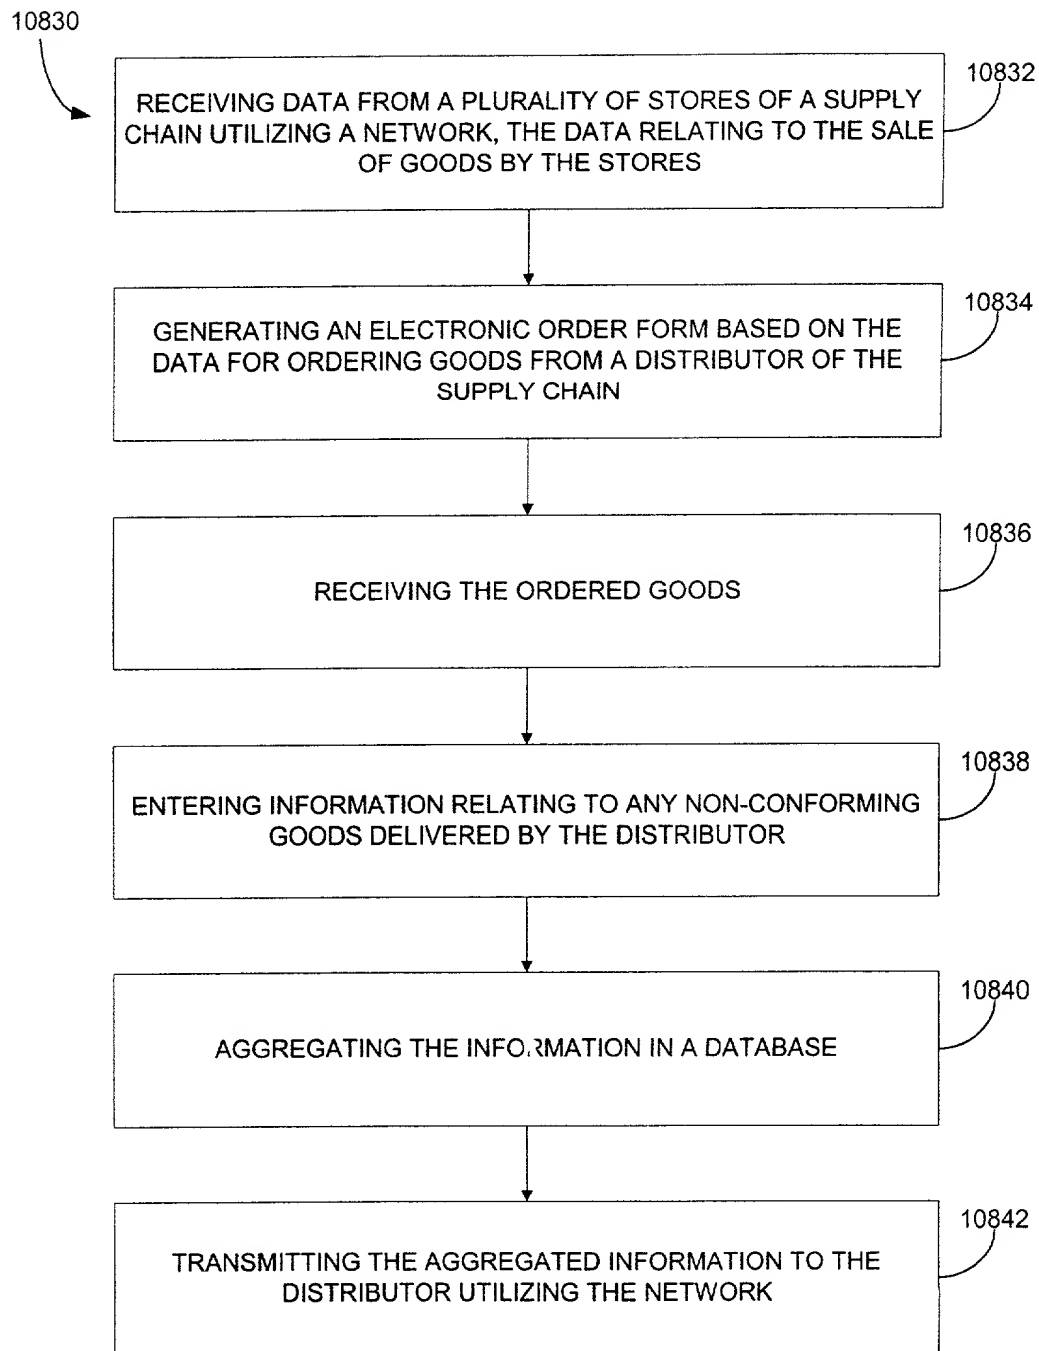 10830
10832
RECEIVING DATA FROM A PLURALITY OF STORES OF A SUPPLY
CHAIN UTILIZING A NETWORK, THE DATA RELATING TO THE SALE
OF GOODS BY THE STORES
10834
GENERATING AN ELECTRONIC ORDER FORM BASED ON THE
DATA FOR ORDERING GOODS FROM A DISTRIBUTOR OF THE
SUPPLY CHAIN
10836
RECEIVING THE ORDERED GOODS
10838
ENTERING INFORMATION RELATING TO ANY NON-CONFORMING
GOODS DELIVERED BY THE DISTRIBUTOR
10840
AGGREGATING THE INFORMATION IN A DATABASE
10842
TRANSMITTING THE AGGREGATED INFORMATION TO THE
DISTRIBUTOR UTILIZING THE NETWORK